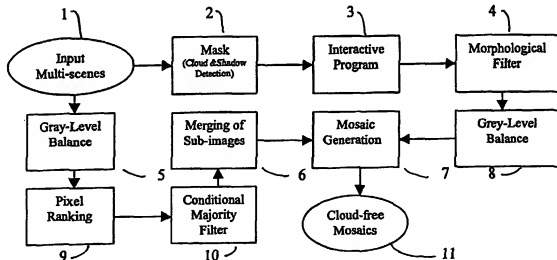 1
2
3
4
Input
Multi-scenes
Mask
(Cloud &Shadow
Detection)
Interactive
Program
Morphological
Filter
Gray-Level
Balance
Merging of
Sub-images
Mosaic
Generation
Grey-Level
Balance
5
6
7
8
Pixel
Ranking
Conditional
Majority
Filter
Cloud-free
Mosaics
9
10
11